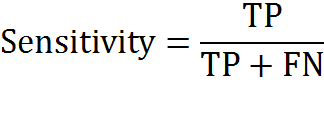 Sensitivity = TP / (TP + FN)